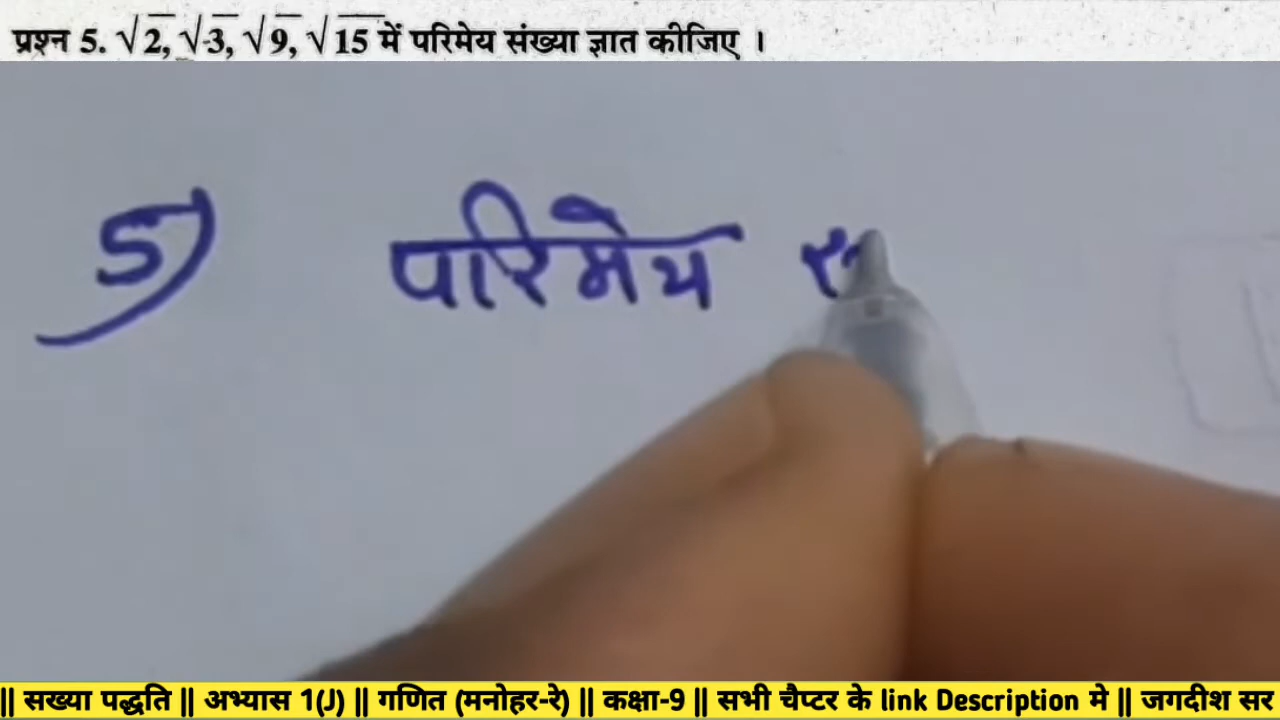 प्रश्न 5. √2, √3, √9, √15 में परिमेय संख्या ज्ञात कीजिए ।
5) परिमेय
|| सख्या पद्धति || अभ्यास 1(J) || गणित (मनोहर-रे) || कक्षा-9 || सभी चैप्टर के link Description मे || जगदीश सर